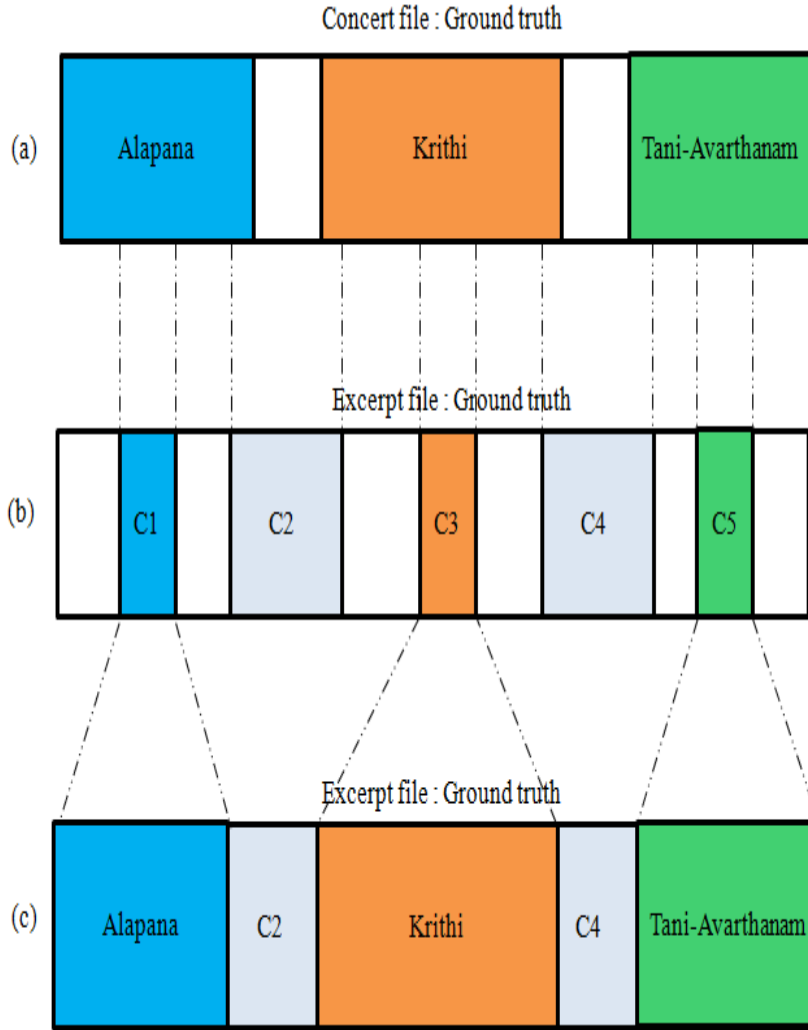 Concert file : Ground truth
(a)
Alapana
Krithi
Tani-Avarthanam
Excerpt file : Ground truth
(b)
C1
C2
C3
C4
C5
Excerpt file : Ground truth
(c)
Alapana
C2
Krithi
C4
Tani-Avarthanam